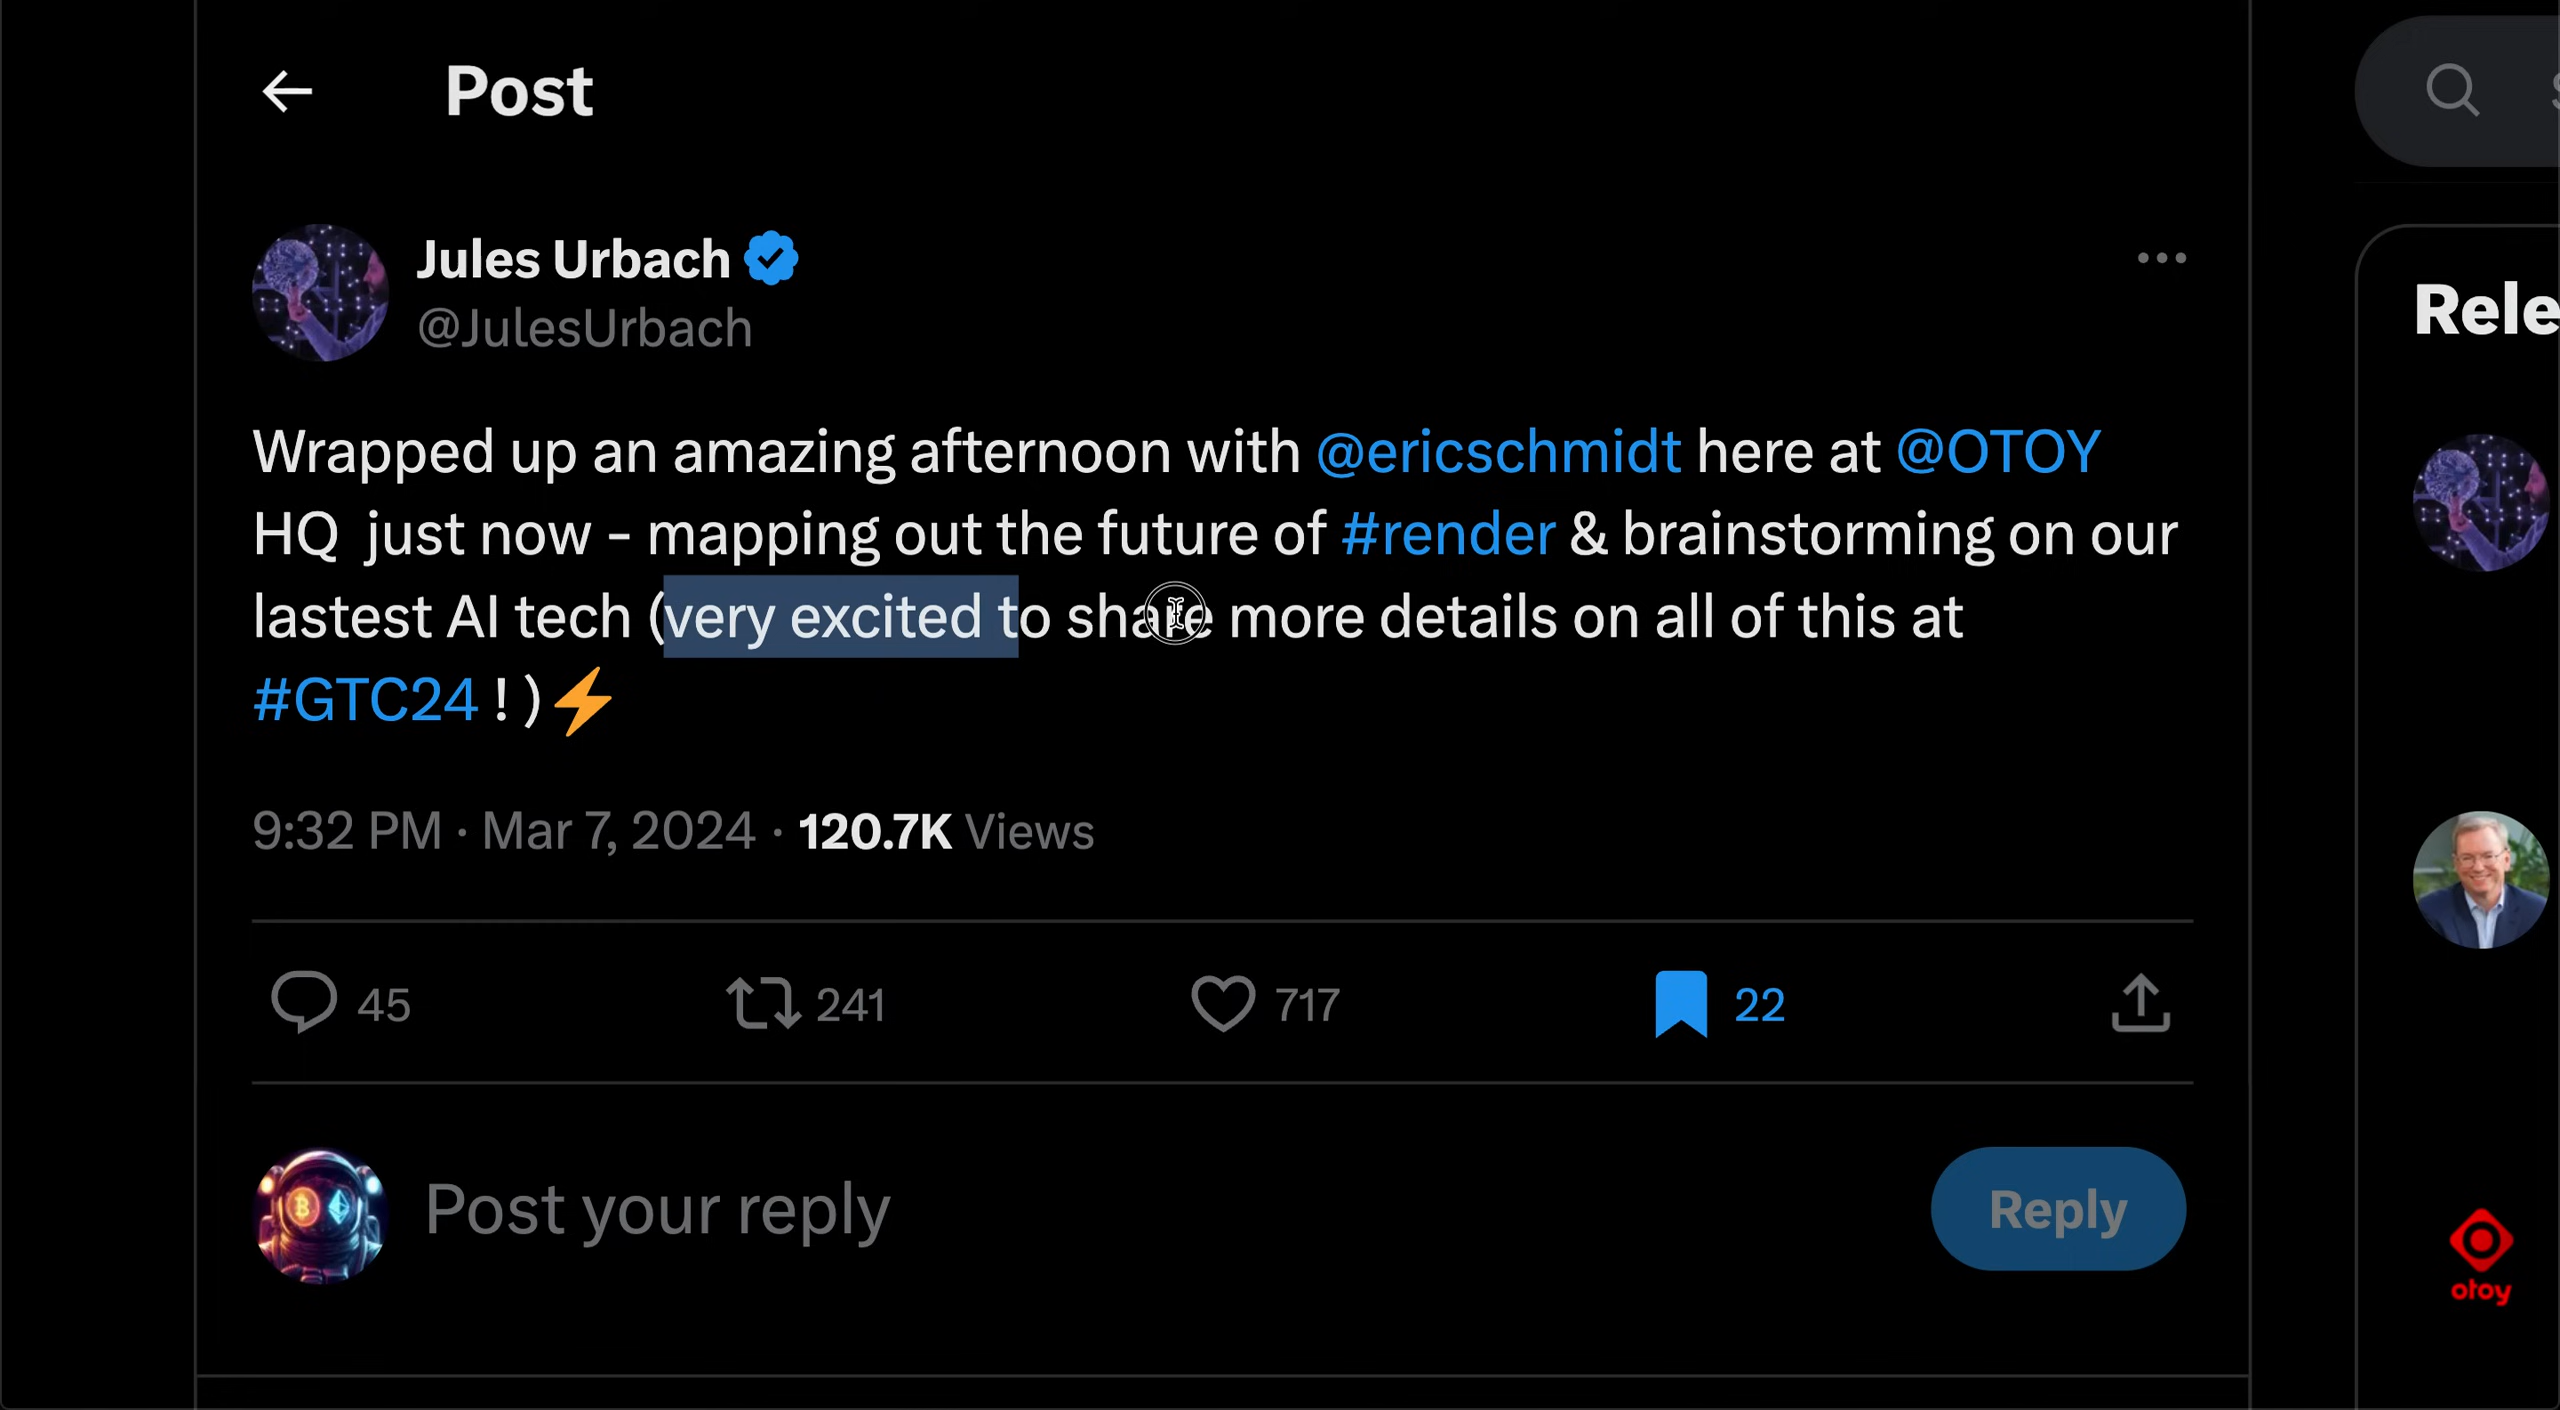 Post
Jules Urbach
@JulesUrbach
Wrapped up an amazing afternoon with @ericschmidt here at @OTOY
HQ  just now - mapping out the future of #render & brainstorming on our
lastest AI tech (very excited to share more details on all of this at
#GTC24 ! )⚡
9:32 PM · Mar 7, 2024 · 120.7K Views
45 241 717 22
Post your reply
Reply
Rele
otoy